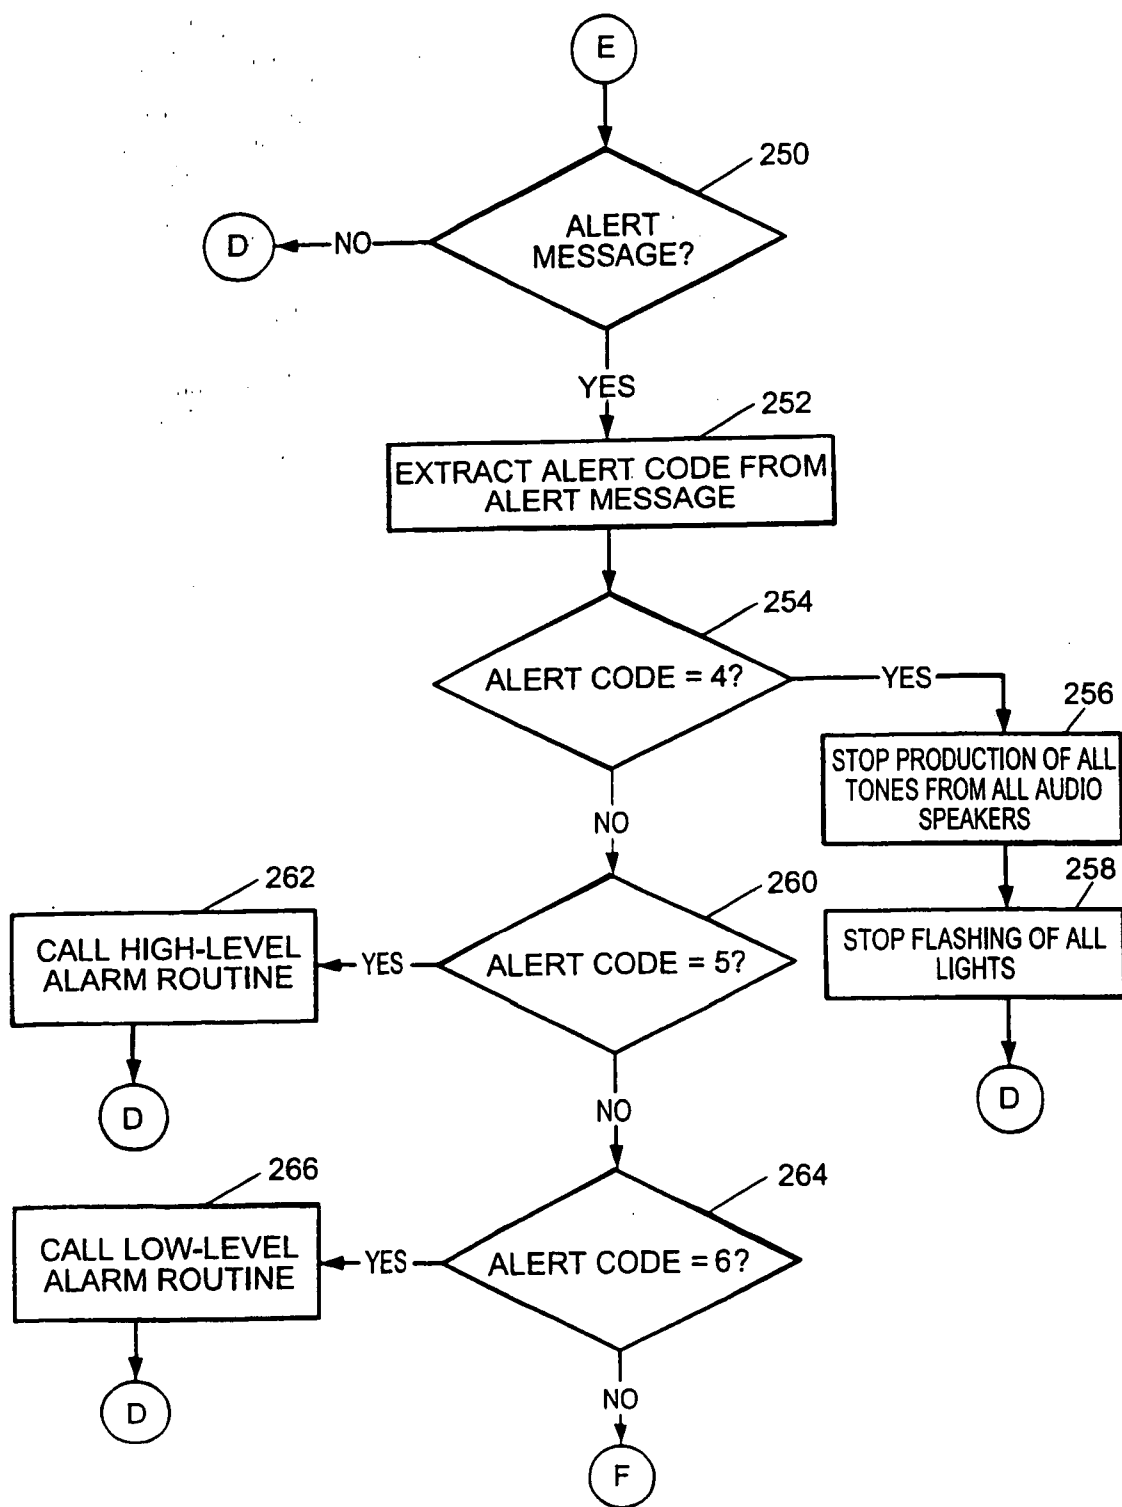 E
250
ALERT
MESSAGE?
NO
D
YES
252
EXTRACT ALERT CODE FROM
ALERT MESSAGE
254
ALERT CODE = 4?
YES
256
STOP PRODUCTION OF ALL
TONES FROM ALL AUDIO
SPEAKERS
NO
258
STOP FLASHING OF ALL
LIGHTS
D
260
ALERT CODE = 5?
YES
262
CALL HIGH-LEVEL
ALARM ROUTINE
D
NO
264
ALERT CODE = 6?
YES
266
CALL LOW-LEVEL
ALARM ROUTINE
D
NO
F